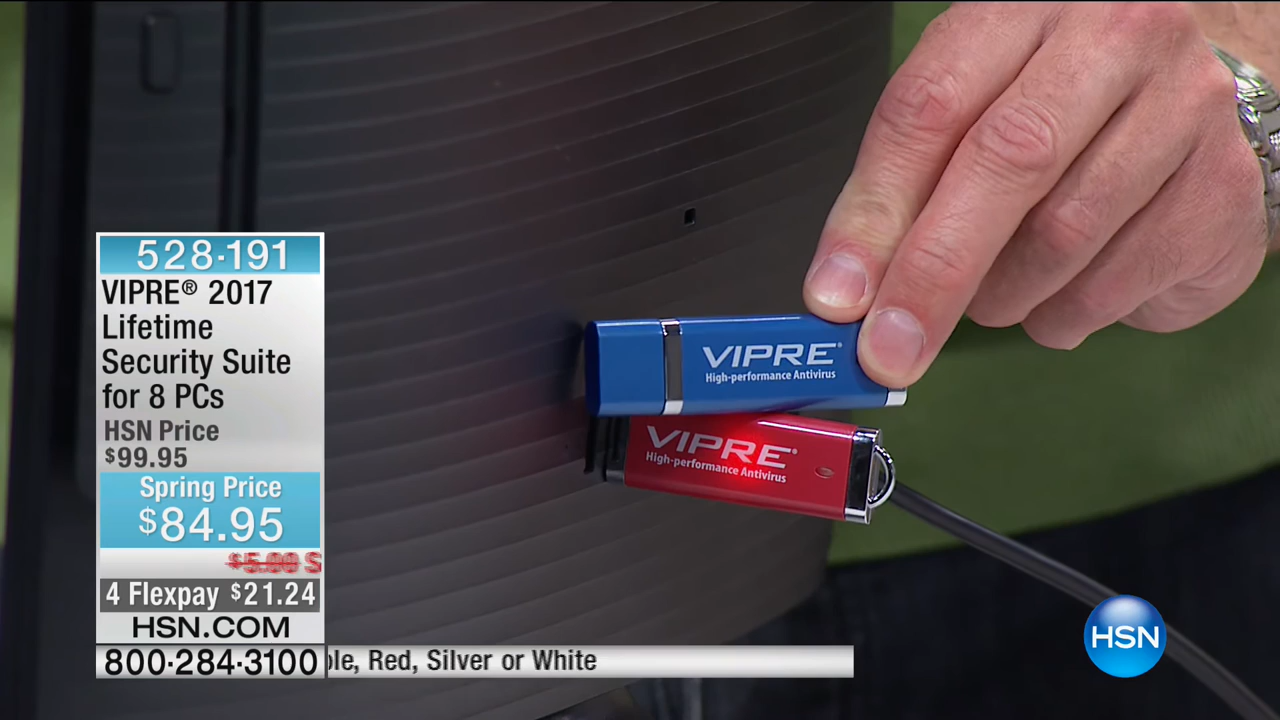 528·191
VIPRE® 2017
Lifetime
Security Suite
for 8 PCs
HSN Price
$99.95
Spring Price
$84.95
$5.00 S
4 Flexpay $21.24
HSN.COM
800·284·3100
ple, Red, Silver or White
VIPRE®
High-performance Antivirus
VIPRE®
High-performance Antivirus
HSN